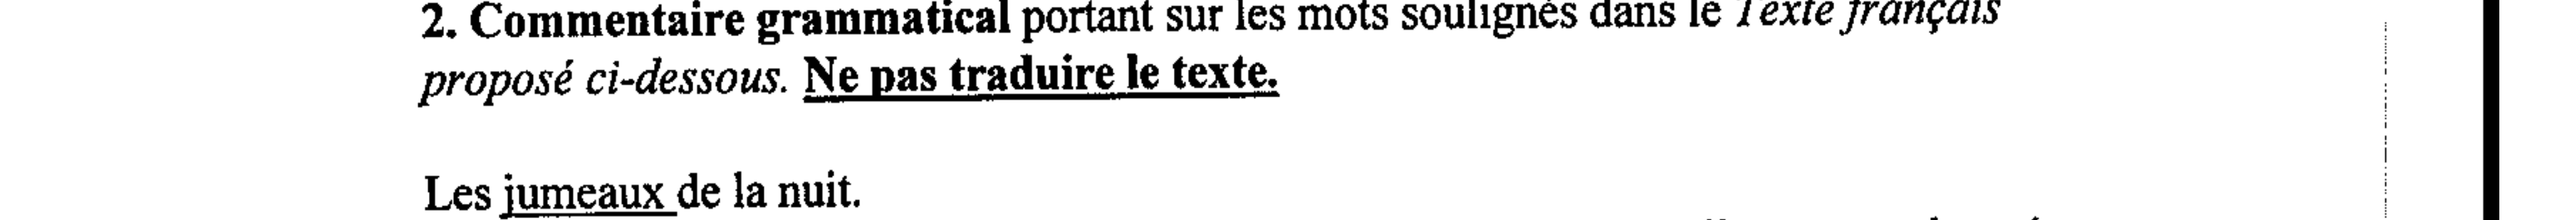 2. Commentaire grammatical portant sur les mots soulignés dans le Texte français
proposé ci-dessous. Ne pas traduire le texte.
Les jumeaux de la nuit.